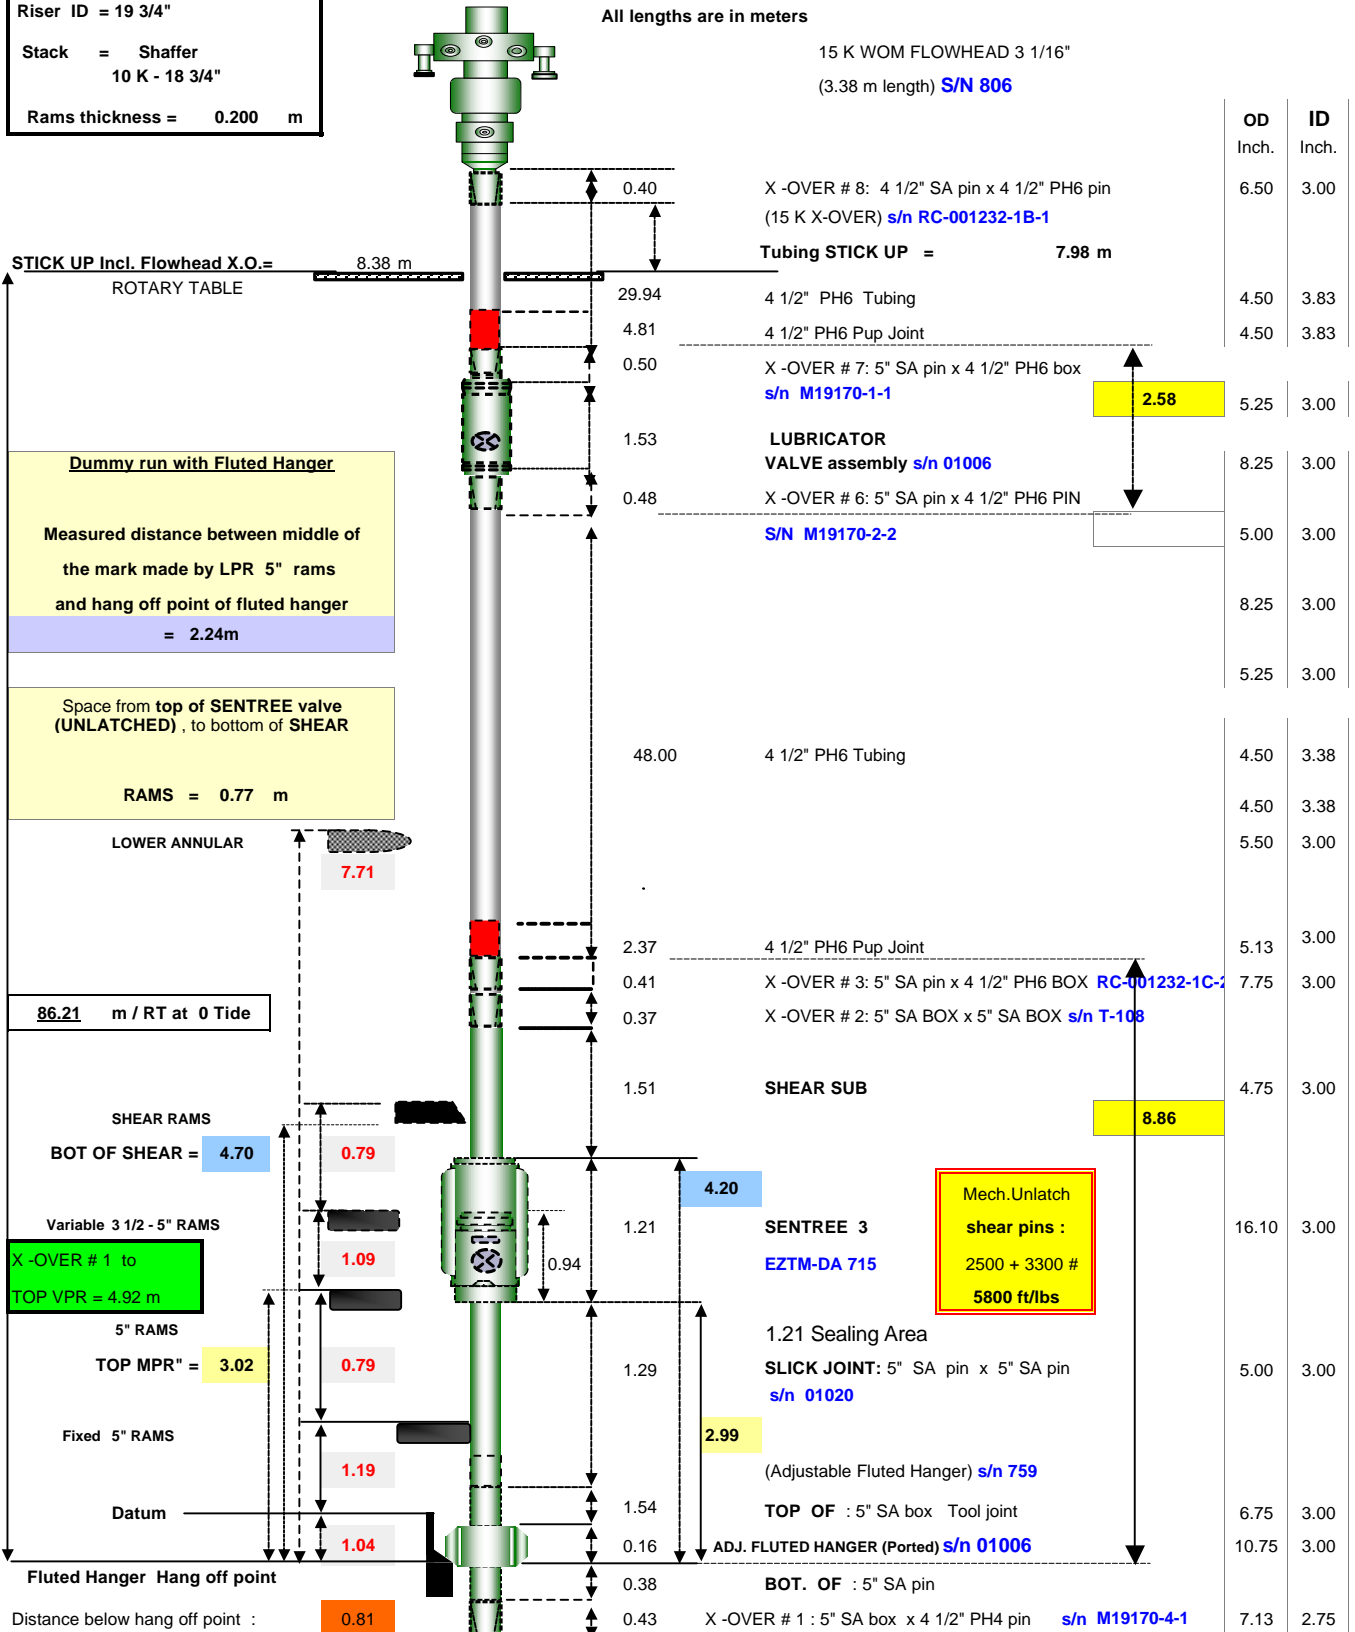 Riser ID = 19 3/4"
All lengths are in meters
Stack = Shaffer
10 K - 18 3/4"
Rams thickness = 0.200 m
15 K WOM FLOWHEAD 3 1/16"
(3.38 m length) S/N 806
OD ID
Inch. Inch.
0.40 X -OVER # 8: 4 1/2" SA pin x 4 1/2" PH6 pin 6.50 3.00
(15 K X-OVER) s/n RC-001232-1B-1
Tubing STICK UP = 7.98 m
STICK UP Incl. Flowhead X.O.= 8.38 m
ROTARY TABLE
29.94 4 1/2" PH6 Tubing 4.50 3.83
4.81 4 1/2" PH6 Pup Joint 4.50 3.83
0.50 X -OVER # 7: 5" SA pin x 4 1/2" PH6 box
s/n M19170-1-1
2.58 5.25 3.00
1.53 LUBRICATOR
VALVE assembly s/n 01006 8.25 3.00
Dummy run with Fluted Hanger
0.48 X -OVER # 6: 5" SA pin x 4 1/2" PH6 PIN
S/N M19170-2-2 5.00 3.00
Measured distance between middle of
the mark made by LPR 5" rams
and hang off point of fluted hanger
= 2.24m
8.25 3.00
5.25 3.00
Space from top of SENTREE valve
(UNLATCHED) , to bottom of SHEAR
RAMS = 0.77 m
48.00 4 1/2" PH6 Tubing 4.50 3.38
4.50 3.38
LOWER ANNULAR 5.50 3.00
7.71
.
2.37 4 1/2" PH6 Pup Joint 5.13 3.00
0.41 X -OVER # 3: 5" SA pin x 4 1/2" PH6 BOX RC-001232-1C-2 7.75 3.00
86.21 m / RT at 0 Tide
0.37 X -OVER # 2: 5" SA BOX x 5" SA BOX s/n T-108
1.51 SHEAR SUB 4.75 3.00
SHEAR RAMS
8.86
BOT OF SHEAR = 4.70 0.79
4.20
Mech.Unlatch
shear pins :
2500 + 3300 #
5800 ft/lbs
Variable 3 1/2 - 5" RAMS
1.21 SENTREE 3 16.10 3.00
EZTM-DA 715
0.94
X -OVER # 1 to
TOP VPR = 4.92 m
1.09
5" RAMS
1.21 Sealing Area
TOP MPR" = 3.02 0.79
1.29 SLICK JOINT: 5" SA pin x 5" SA pin 5.00 3.00
s/n 01020
Fixed 5" RAMS
2.99
1.19
(Adjustable Fluted Hanger) s/n 759
Datum
1.54 TOP OF : 5" SA box Tool joint 6.75 3.00
1.04
0.16 ADJ. FLUTED HANGER (Ported) s/n 01006 10.75 3.00
Fluted Hanger Hang off point
0.38 BOT. OF : 5" SA pin
Distance below hang off point : 0.81
0.43 X -OVER # 1 : 5" SA box x 4 1/2" PH4 pin s/n M19170-4-1 7.13 2.75